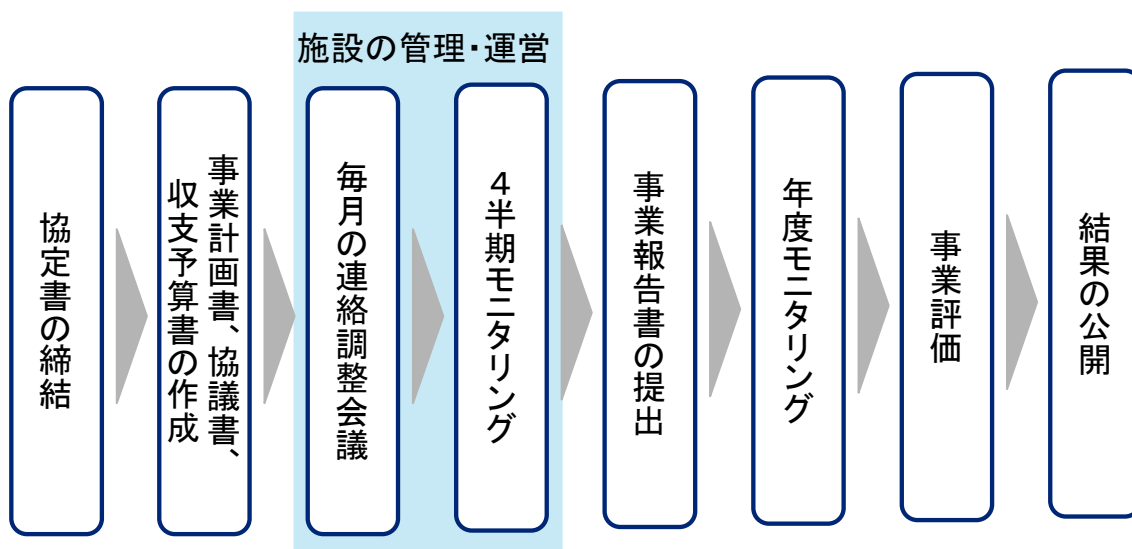 施設の管理・運営
協定書の締結
事業計画書、協議書、
収支予算書の作成
毎月の連絡調整会議
４半期モニタリング
事業報告書の提出
年度モニタリング
事業評価
結果の公開